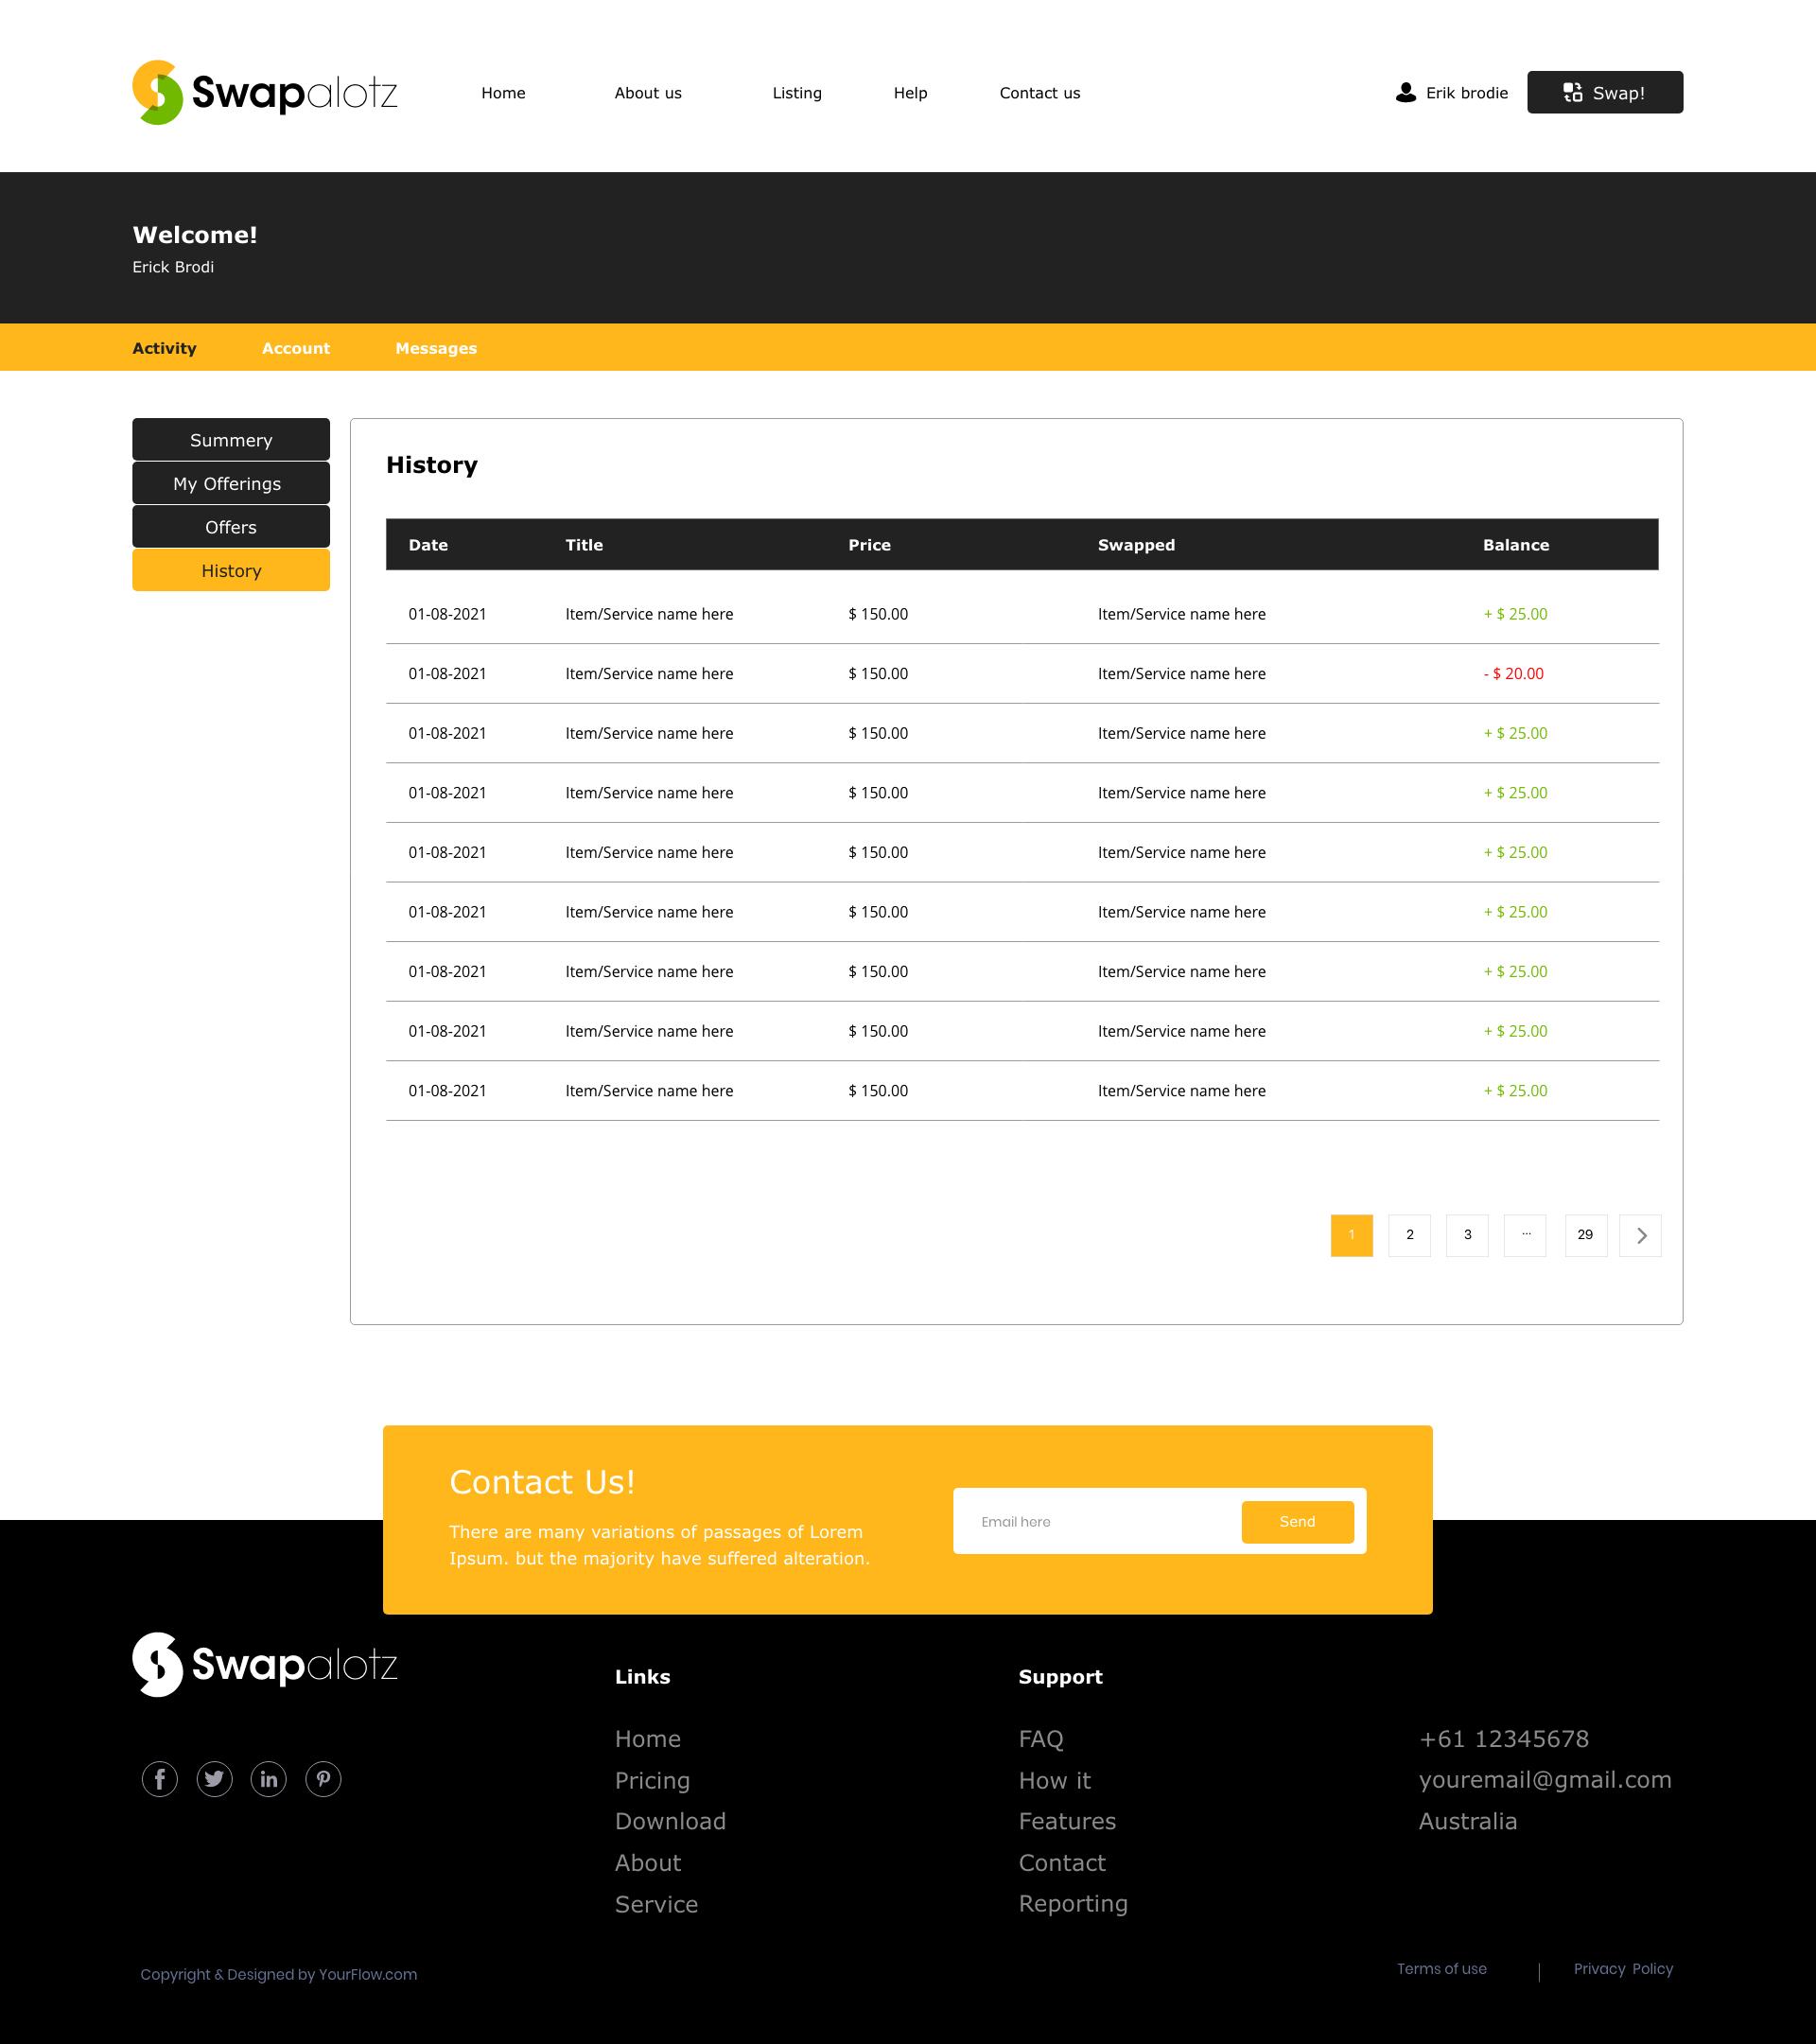 Swapalotz
Home About us Listing Help Contact us Erik brodie Swap!
Welcome!
Erick Brodi
Activity Account Messages
Summery
My Offerings
Offers
History
History
Date Title Price Swapped Balance
01-08-2021 Item/Service name here $ 150.00 Item/Service name here + $ 25.00
01-08-2021 Item/Service name here $ 150.00 Item/Service name here - $ 20.00
01-08-2021 Item/Service name here $ 150.00 Item/Service name here + $ 25.00
01-08-2021 Item/Service name here $ 150.00 Item/Service name here + $ 25.00
01-08-2021 Item/Service name here $ 150.00 Item/Service name here + $ 25.00
01-08-2021 Item/Service name here $ 150.00 Item/Service name here + $ 25.00
01-08-2021 Item/Service name here $ 150.00 Item/Service name here + $ 25.00
01-08-2021 Item/Service name here $ 150.00 Item/Service name here + $ 25.00
01-08-2021 Item/Service name here $ 150.00 Item/Service name here + $ 25.00
1 2 3 ... 29
Contact Us!
There are many variations of passages of Lorem
Ipsum. but the majority have suffered alteration.
Email here Send
Swapalotz
Links
Home
Pricing
Download
About
Service
Support
FAQ
How it
Features
Contact
Reporting
+61 12345678
youremail@gmail.com
Australia
Copyright & Designed by YourFlow.com
Terms of use | Privacy Policy